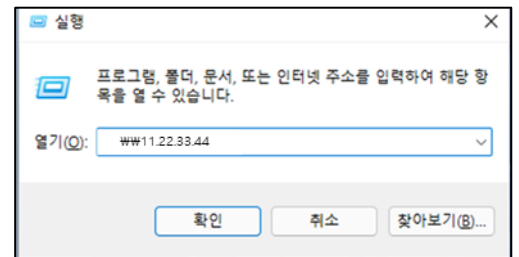 실행
프로그램, 폴더, 문서, 또는 인터넷 주소를 입력하여 해당 항
목을 열 수 있습니다.
열기(O): ₩₩11.22.33.44
확인 취소 찾아보기(B)...